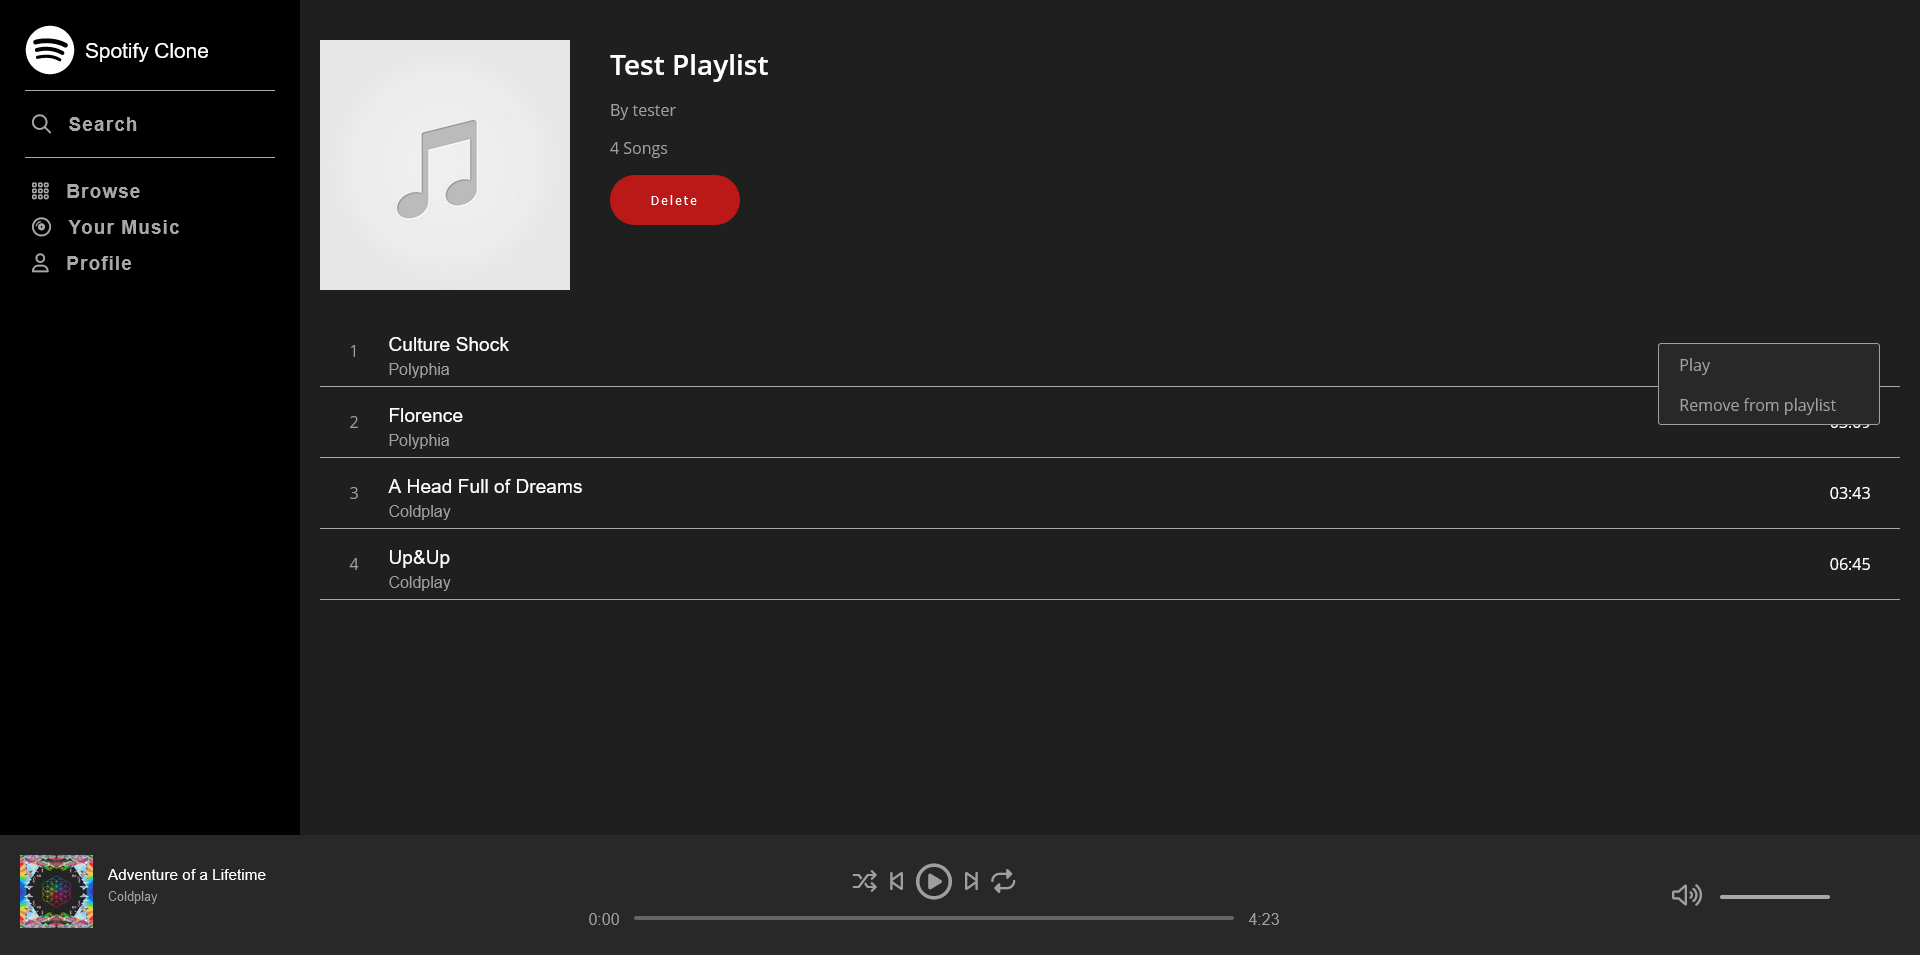 Spotify Clone
Search
Browse
Your Music
Profile
Test Playlist
By tester
4 Songs
Delete
1
Culture Shock
Polyphia
Play
Remove from playlist
2
Florence
Polyphia
3
A Head Full of Dreams
Coldplay
03:43
4
Up&Up
Coldplay
06:45
Adventure of a Lifetime
Coldplay
0:00
4:23